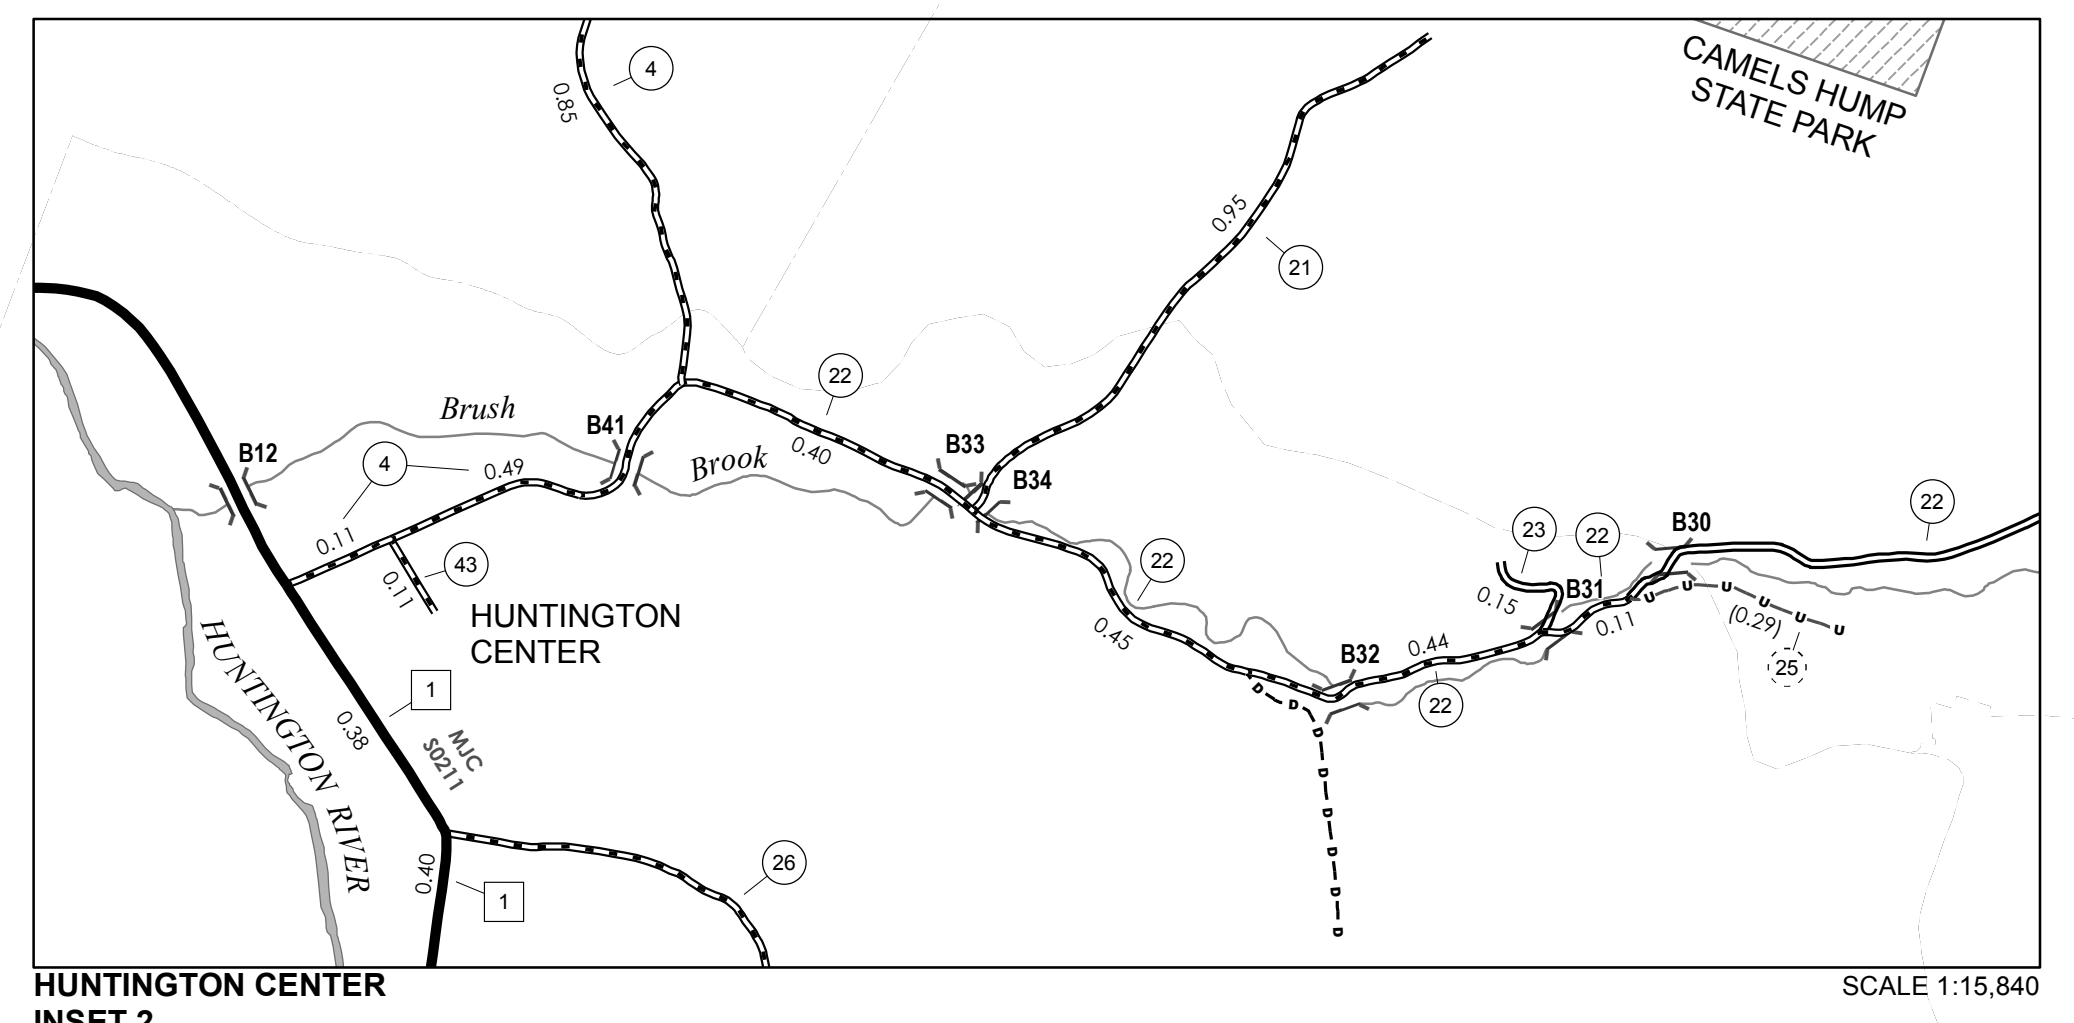 CAMELS HUMP
STATE PARK
4
0.85
0.95
21
22
Brush
B41
B12
4
0.49
Brook
0.40
B33
B34
22
23
22
B30
0.11
43
0.11
22
0.15
B31
0.11
U U U U U U
(0.29)
25
HUNTINGTON
CENTER
0.45
B32
0.44
22
HUNTINGTON RIVER
1
0.38
MJC
S0211
D D D D D D D D
0.40
1
26
HUNTINGTON CENTER
INSET 2
SCALE 1:15,840